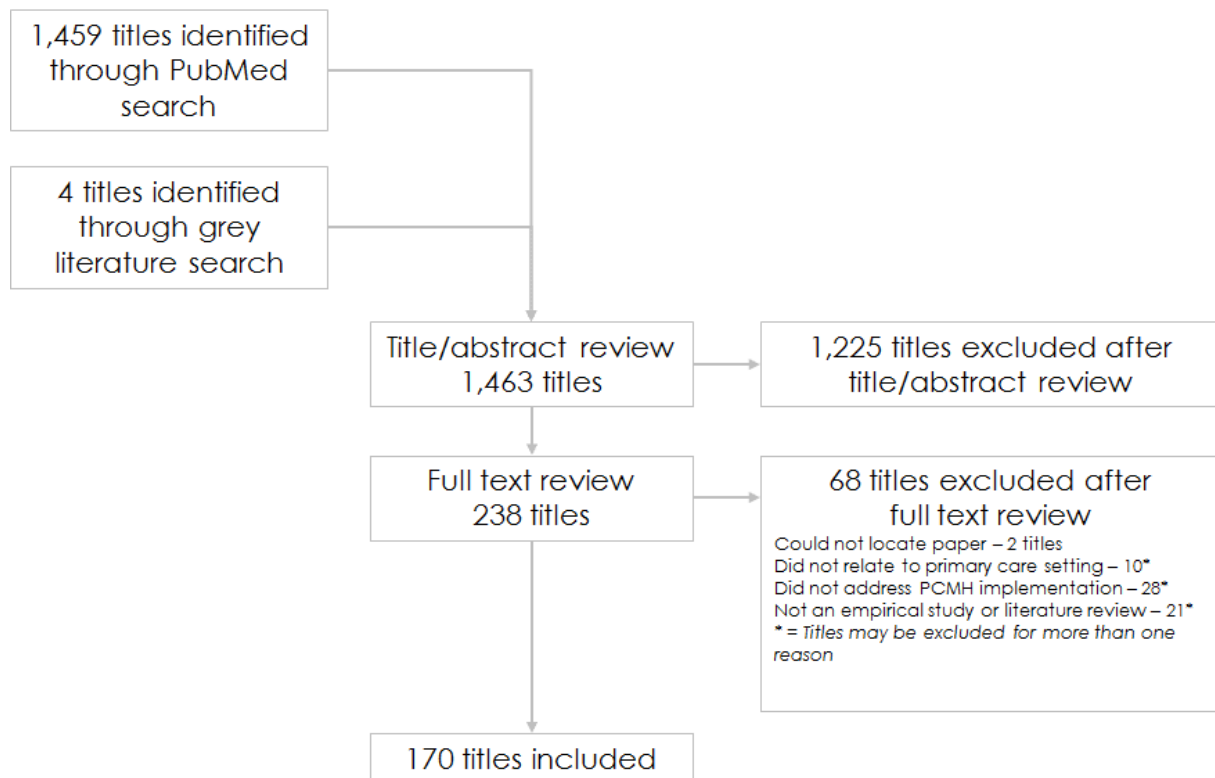 1,459 titles identified
through PubMed
search
4 titles identified
through grey
literature search
Title/abstract review
1,463 titles
1,225 titles excluded after
title/abstract review
Full text review
238 titles
68 titles excluded after
full text review
Could not locate paper – 2 titles
Did not relate to primary care setting – 10*
Did not address PCMH implementation – 28*
Not an empirical study or literature review – 21*
* = Titles may be excluded for more than one
reason
170 titles included